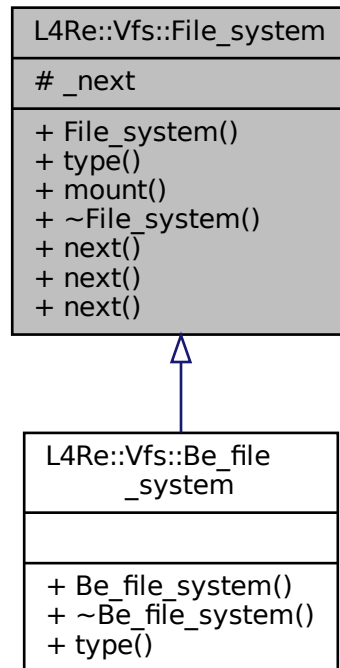 L4Re::Vfs::File_system
# _next
+ File_system()
+ type()
+ mount()
+ ~File_system()
+ next()
+ next()
+ next()
L4Re::Vfs::Be_file
_system
+ Be_file_system()
+ ~Be_file_system()
+ type()